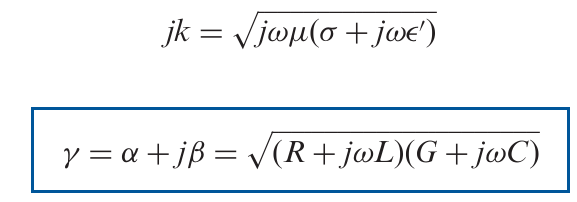 jk = √jωμ(σ + jωϵ′)
γ = α + jβ = √(R + jωL)(G + jωC)